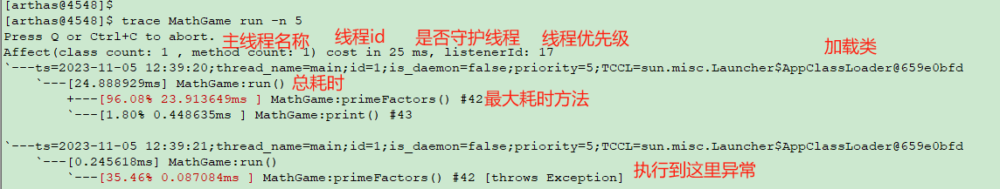 [arthas@4548]$
[arthas@4548]$ trace MathGame run -n 5
Press Q or Ctrl+C to abort.
主线程名称 线程id 是否守护线程 线程优先级 加载类
Affect(class count: 1 , method count: 1) cost in 25 ms, listenerId: 17
`---ts=2023-11-05 12:39:20;thread_name=main;id=1;is_daemon=false;priority=5;TCCL=sun.misc.Launcher$AppClassLoader@659e0bfd
`---[24.888929ms] MathGame:run() 总耗时
+---[96.08% 23.913649ms ] MathGame:primeFactors() #42 最大耗时方法
`---[1.80% 0.448635ms ] MathGame:print() #43
`---ts=2023-11-05 12:39:21;thread_name=main;id=1;is_daemon=false;priority=5;TCCL=sun.misc.Launcher$AppClassLoader@659e0bfd
`---[0.245618ms] MathGame:run()
`---[35.46% 0.087084ms ] MathGame:primeFactors() #42 [throws Exception] 执行到这里异常